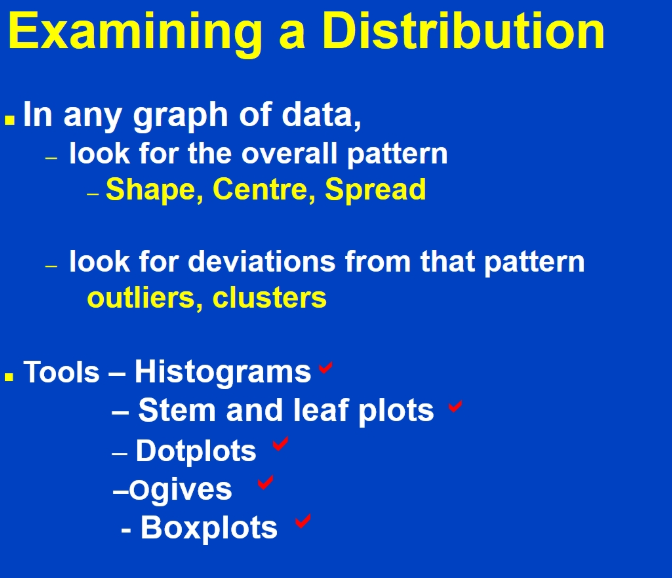 Examining a Distribution
▪ In any graph of data,
– look for the overall pattern
– Shape, Centre, Spread
– look for deviations from that pattern
outliers, clusters
▪ Tools – Histograms ✓
– Stem and leaf plots ✓
– Dotplots ✓
–Ogives ✓
- Boxplots ✓